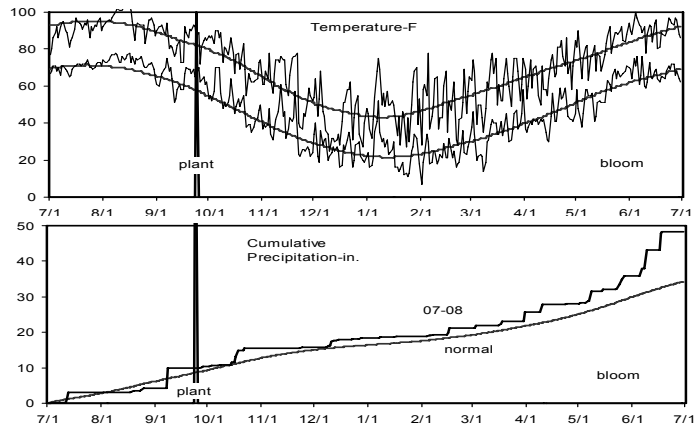 100
80
60
40
20
0
Temperature-F
plant
bloom
7/1 8/1 9/1 10/1 11/1 12/1 1/1 2/1 3/1 4/1 5/1 6/1 7/1
50
40
30
20
10
0
Cumulative
Precipitation-in.
07-08
normal
plant
bloom
7/1 8/1 9/1 10/1 11/1 12/1 1/1 2/1 3/1 4/1 5/1 6/1 7/1